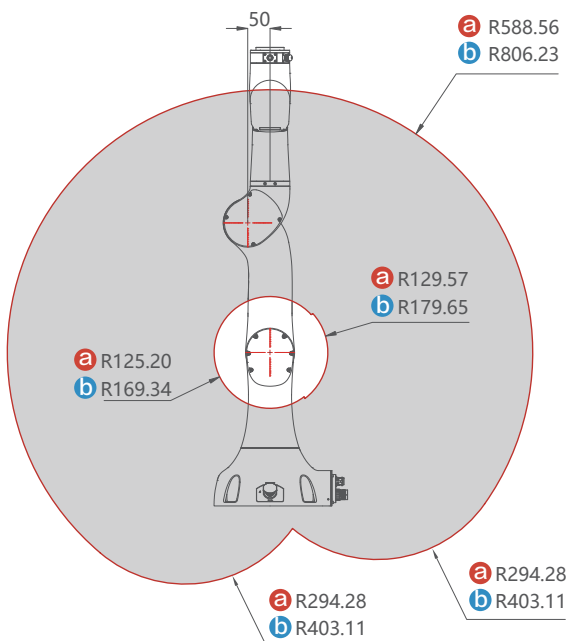 50
a R588.56
b R806.23
a R129.57
b R179.65
a R125.20
b R169.34
a R294.28
b R403.11
a R294.28
b R403.11